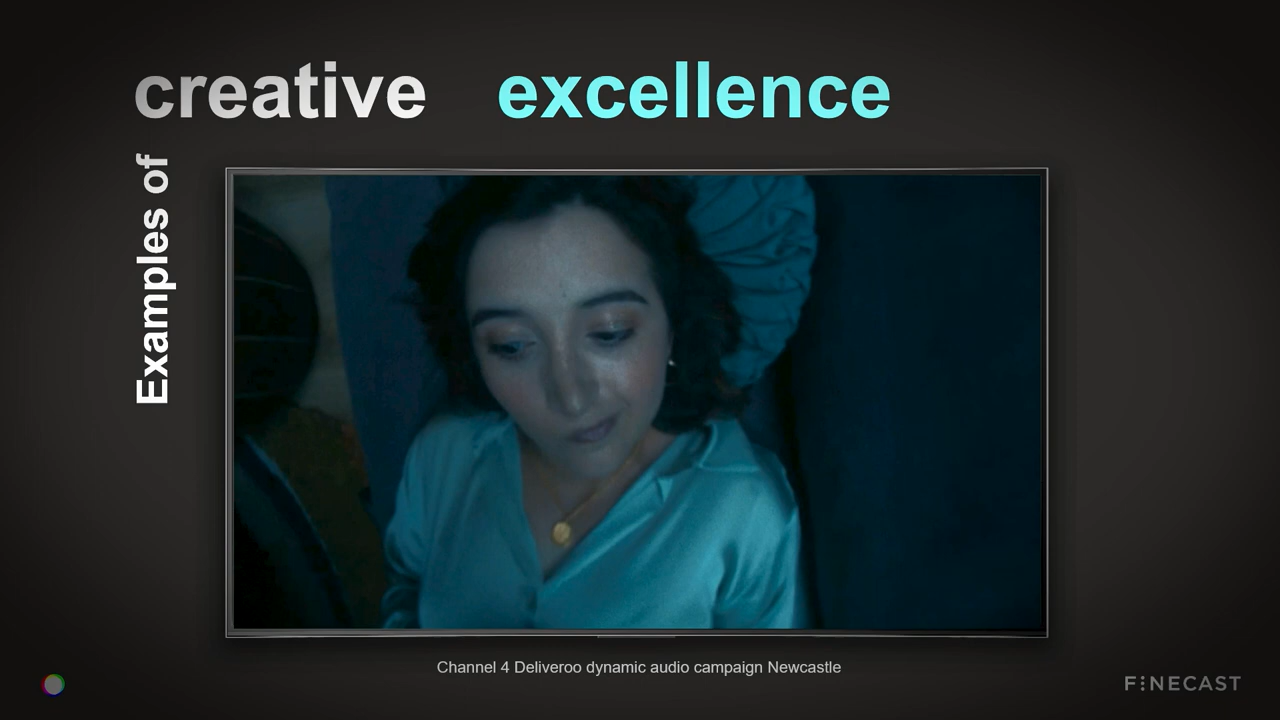 Examples of
creative excellence
Channel 4 Deliveroo dynamic audio campaign Newcastle
FINECAST